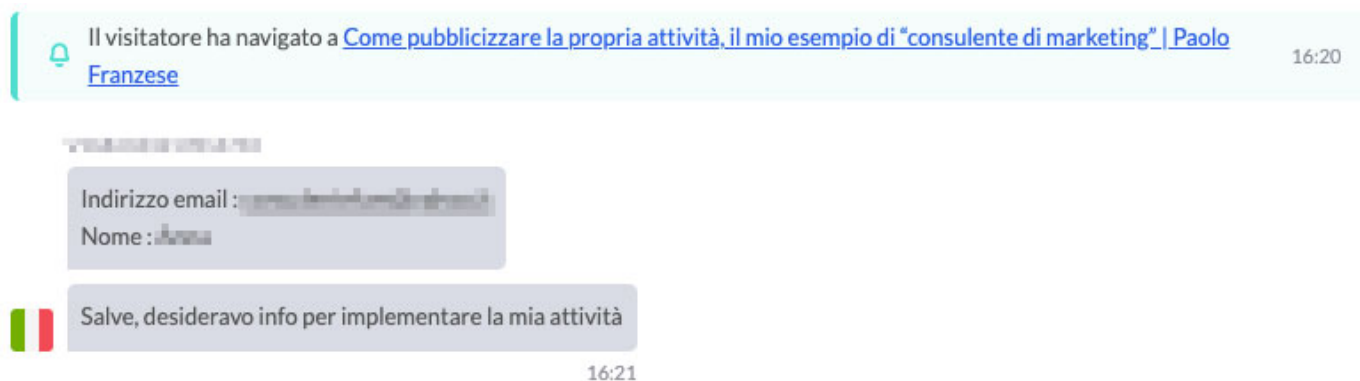 Il visitatore ha navigato a Come pubblicizzare la propria attività, il mio esempio di “consulente di marketing” | Paolo
Franzese
16:20
Indirizzo email :
Nome :
Salve, desideravo info per implementare la mia attività
16:21